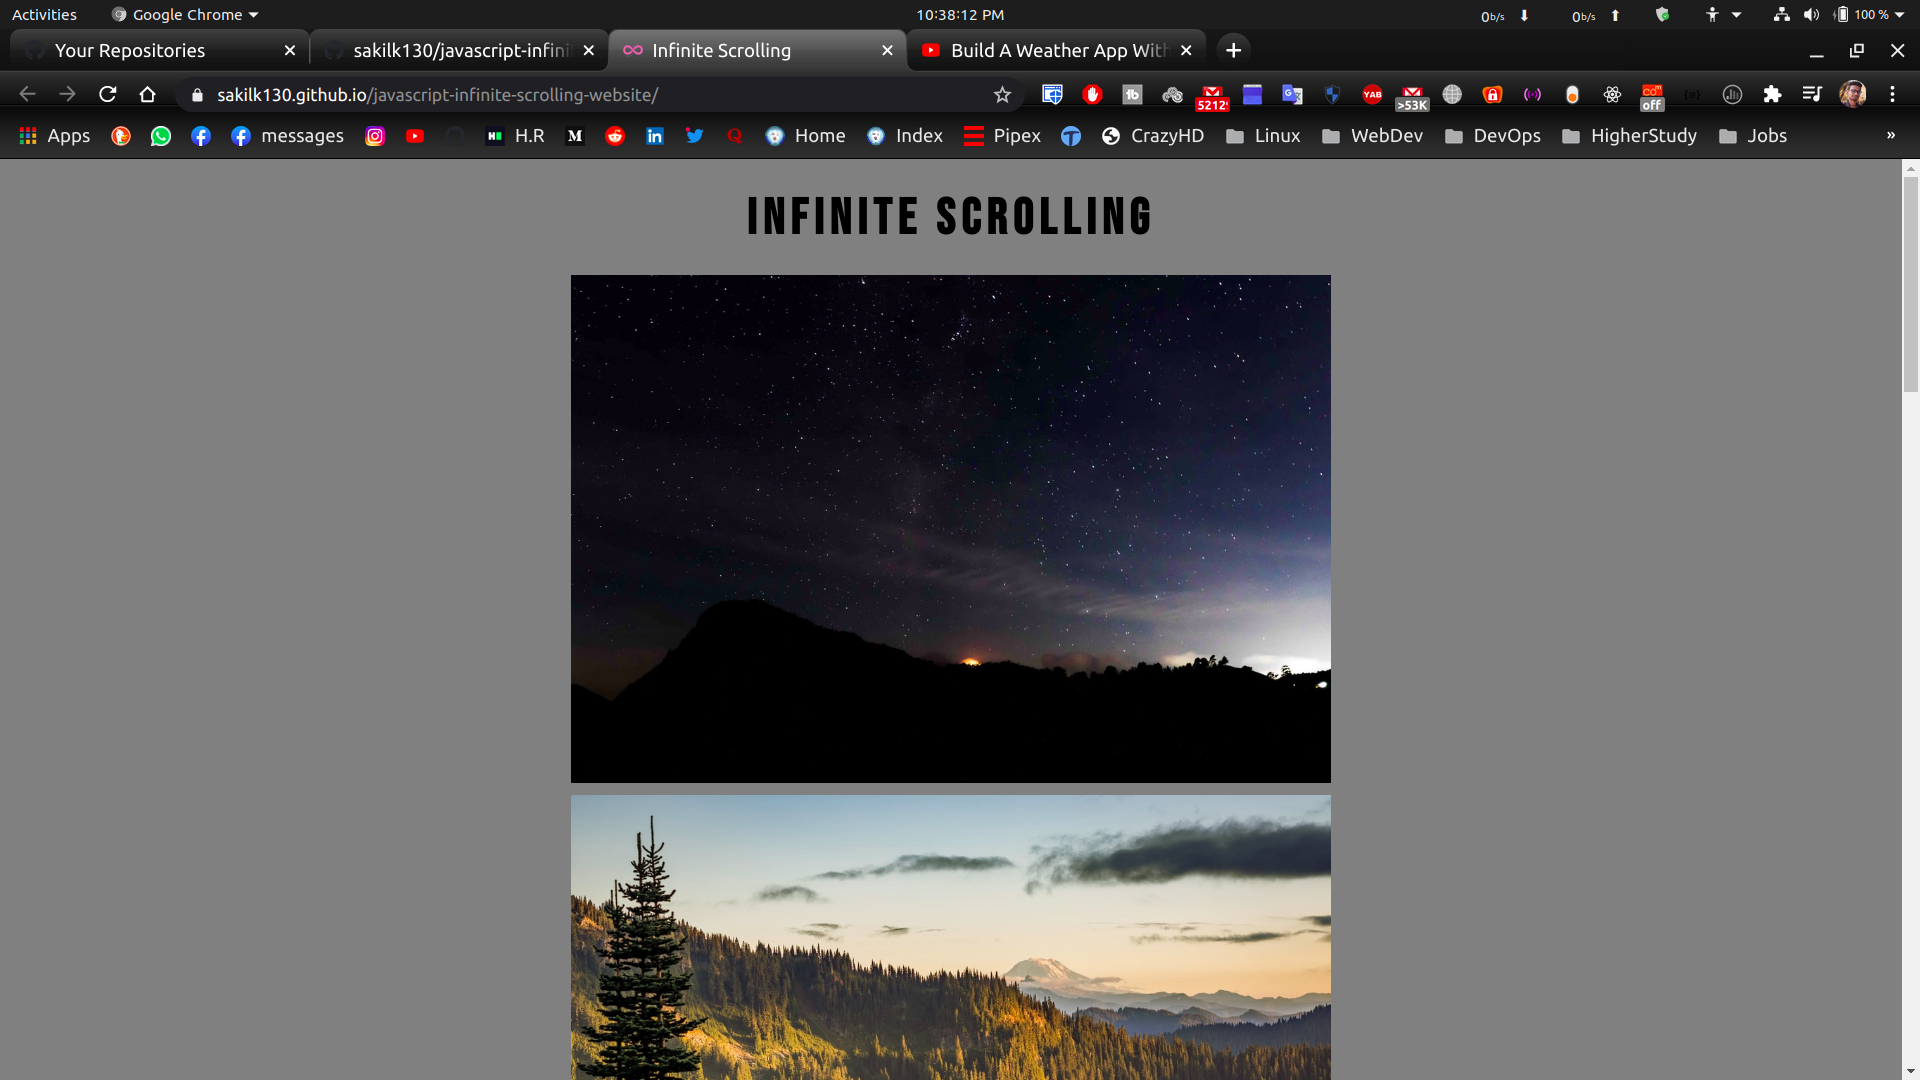 Activities Google Chrome 10:38:12 PM 0b/s 0b/s 100 %
Your Repositories sakilk130/javascript-infini Infinite Scrolling Build A Weather App With
sakilk130.github.io/javascript-infinite-scrolling-website/ tb 5212 YAB >53K off
Apps messages H.R M Home Index Pipex CrazyHD Linux WebDev DevOps HigherStudy Jobs »
INFINITE SCROLLING